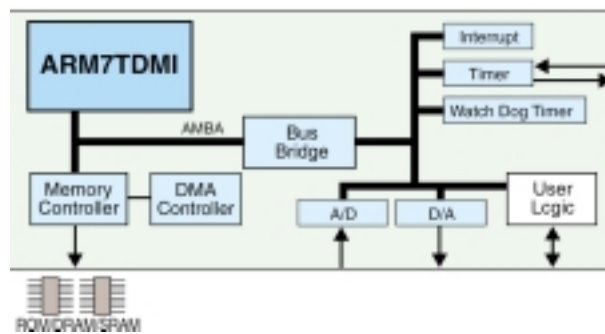 ARM7TDMI
Interrupt
Timer
Watch Dog Timer
AMBA
Bus
Bridge
Memory
Controller
DMA
Controller
A/D
D/A
User
Logic
ROM/DRAM/SRAM